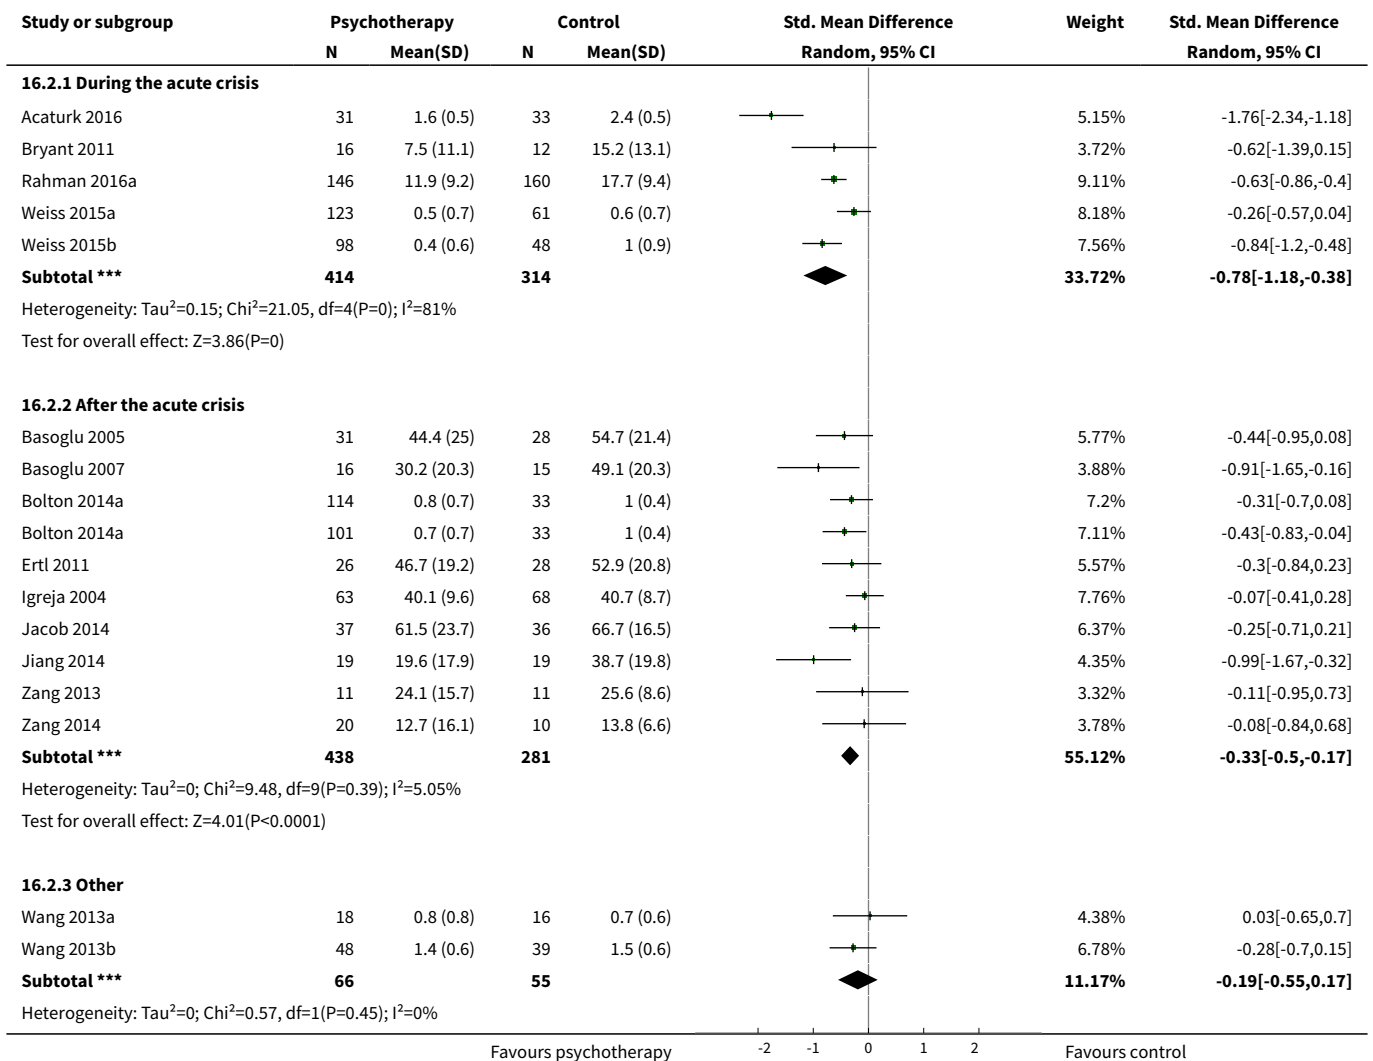 Study or subgroup Psychotherapy Control Std. Mean Difference Weight Std. Mean Difference
N Mean(SD) N Mean(SD) Random, 95% CI Random, 95% CI
16.2.1 During the acute crisis
Acaturk 2016 31 1.6 (0.5) 33 2.4 (0.5) 5.15% -1.76[-2.34,-1.18]
Bryant 2011 16 7.5 (11.1) 12 15.2 (13.1) 3.72% -0.62[-1.39,0.15]
Rahman 2016a 146 11.9 (9.2) 160 17.7 (9.4) 9.11% -0.63[-0.86,-0.4]
Weiss 2015a 123 0.5 (0.7) 61 0.6 (0.7) 8.18% -0.26[-0.57,0.04]
Weiss 2015b 98 0.4 (0.6) 48 1 (0.9) 7.56% -0.84[-1.2,-0.48]
Subtotal *** 414 314 33.72% -0.78[-1.18,-0.38]
Heterogeneity: Tau²=0.15; Chi²=21.05, df=4(P=0); I²=81%
Test for overall effect: Z=3.86(P=0)
16.2.2 After the acute crisis
Basoglu 2005 31 44.4 (25) 28 54.7 (21.4) 5.77% -0.44[-0.95,0.08]
Basoglu 2007 16 30.2 (20.3) 15 49.1 (20.3) 3.88% -0.91[-1.65,-0.16]
Bolton 2014a 114 0.8 (0.7) 33 1 (0.4) 7.2% -0.31[-0.7,0.08]
Bolton 2014a 101 0.7 (0.7) 33 1 (0.4) 7.11% -0.43[-0.83,-0.04]
Ertl 2011 26 46.7 (19.2) 28 52.9 (20.8) 5.57% -0.3[-0.84,0.23]
Igreja 2004 63 40.1 (9.6) 68 40.7 (8.7) 7.76% -0.07[-0.41,0.28]
Jacob 2014 37 61.5 (23.7) 36 66.7 (16.5) 6.37% -0.25[-0.71,0.21]
Jiang 2014 19 19.6 (17.9) 19 38.7 (19.8) 4.35% -0.99[-1.67,-0.32]
Zang 2013 11 24.1 (15.7) 11 25.6 (8.6) 3.32% -0.11[-0.95,0.73]
Zang 2014 20 12.7 (16.1) 10 13.8 (6.6) 3.78% -0.08[-0.84,0.68]
Subtotal *** 438 281 55.12% -0.33[-0.5,-0.17]
Heterogeneity: Tau²=0; Chi²=9.48, df=9(P=0.39); I²=5.05%
Test for overall effect: Z=4.01(P<0.0001)
16.2.3 Other
Wang 2013a 18 0.8 (0.8) 16 0.7 (0.6) 4.38% 0.03[-0.65,0.7]
Wang 2013b 48 1.4 (0.6) 39 1.5 (0.6) 6.78% -0.28[-0.7,0.15]
Subtotal *** 66 55 11.17% -0.19[-0.55,0.17]
Heterogeneity: Tau²=0; Chi²=0.57, df=1(P=0.45); I²=0%
Favours psychotherapy -2 -1 0 1 2 Favours control